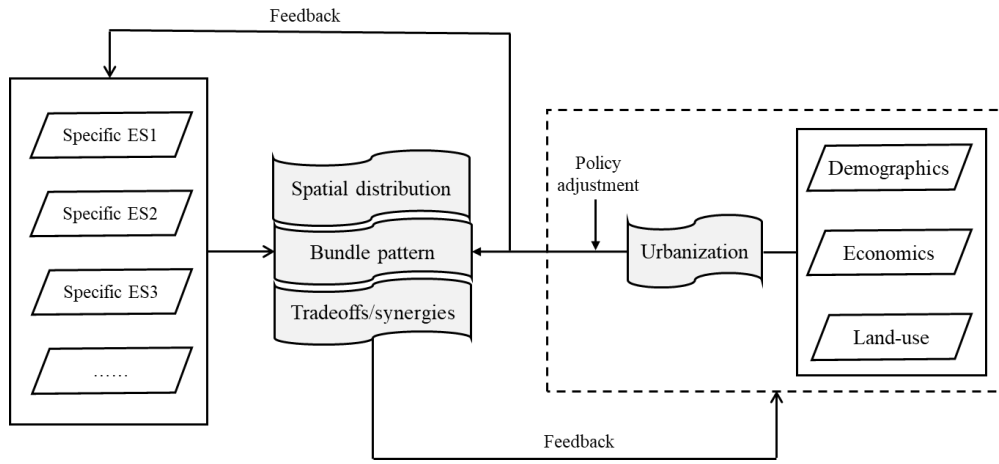 Feedback
Specific ES1
Specific ES2
Specific ES3
......
Spatial distribution
Bundle pattern
Tradeoffs/synergies
Policy
adjustment
Urbanization
Demographics
Economics
Land-use
Feedback